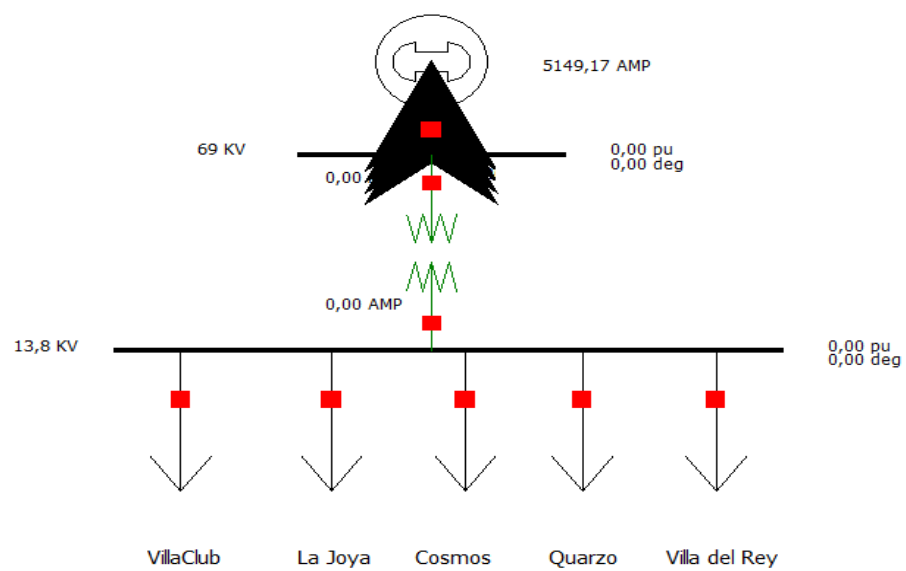 5149,17 AMP
69 KV
0,00 pu
0,00 deg
0,00
0,00 AMP
13,8 KV
0,00 pu
0,00 deg
VillaClub
La Joya
Cosmos
Quarzo
Villa del Rey